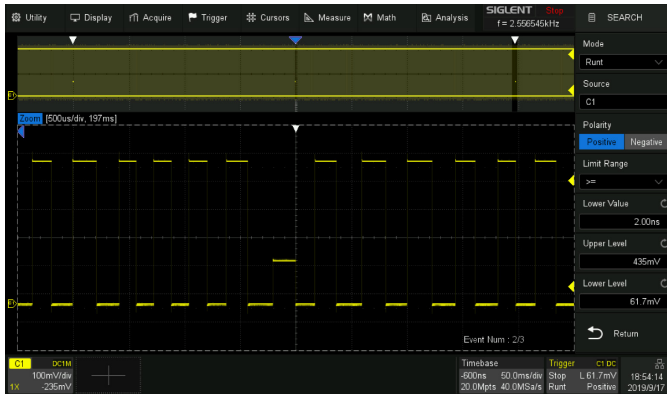 Utility Display Acquire Trigger Cursors Measure Math Analysis
SIGLENT Stop
f = 2.556545kHz
SEARCH
Mode
Runt
Source
C1
Polarity
Positive Negative
Limit Range
>=
Lower Value
2.00ns
Upper Level
435mV
Lower Level
61.7mV
Return
Zoom [500us/div, 197ms]
Event Num : 2/3
C1 DC1M
100mV/div
1X -235mV
Timebase
-600ns 50.0ms/div
20.0Mpts 40.0MSa/s
Trigger C1 DC
Stop L 61.7mV
Runt Positive
18:54:14
2019/9/17